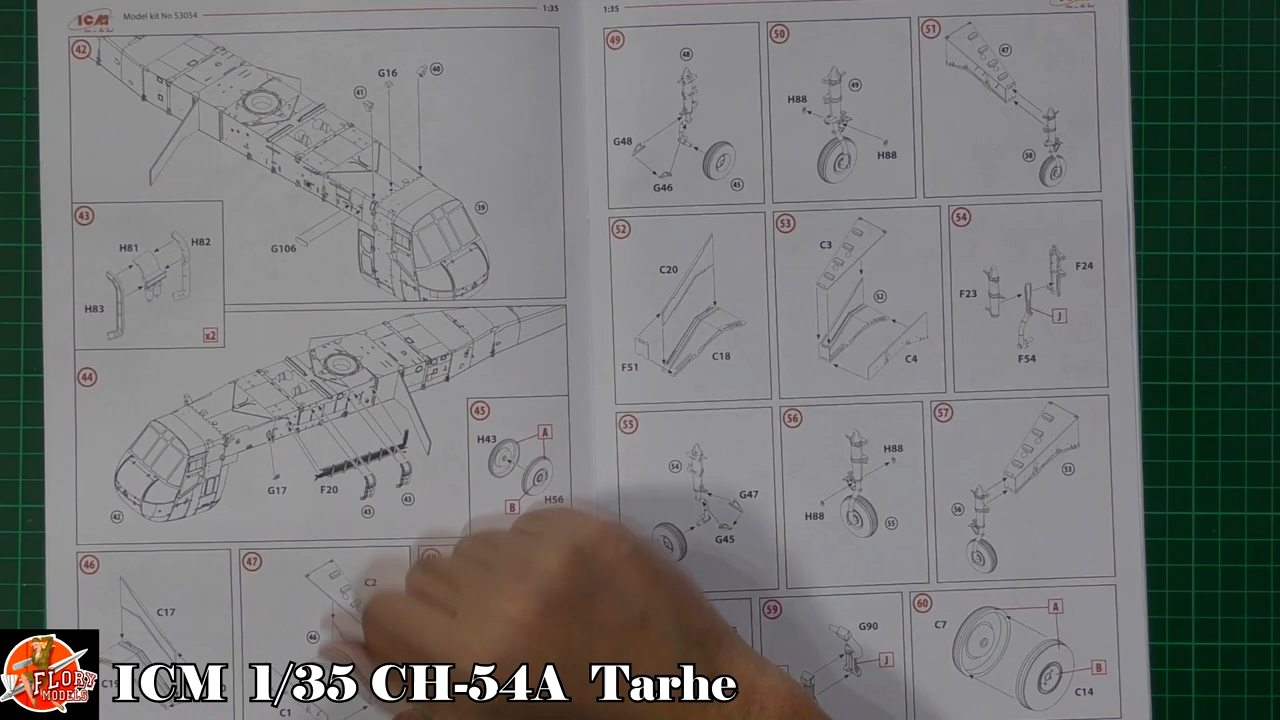 ICM Model kit No 53054 1:35
42
41
G16
40
39
G106
43
H81
H82
H83
x2
44
G17
F20
43
43
42
45
H43
A
B
H56
46
C17
47
C2
46
C1
1:35
49
48
G48
G46
45
50
H88
49
H88
51
47
50
52
C20
F51
C18
53
C3
52
C4
54
F23
F24
J
F54
55
54
G47
G45
56
H88
H88
55
57
53
56
59
G90
J
60
C7
A
B
C14
FLORY
MODELS
ICM 1/35 CH-54A Tarhe